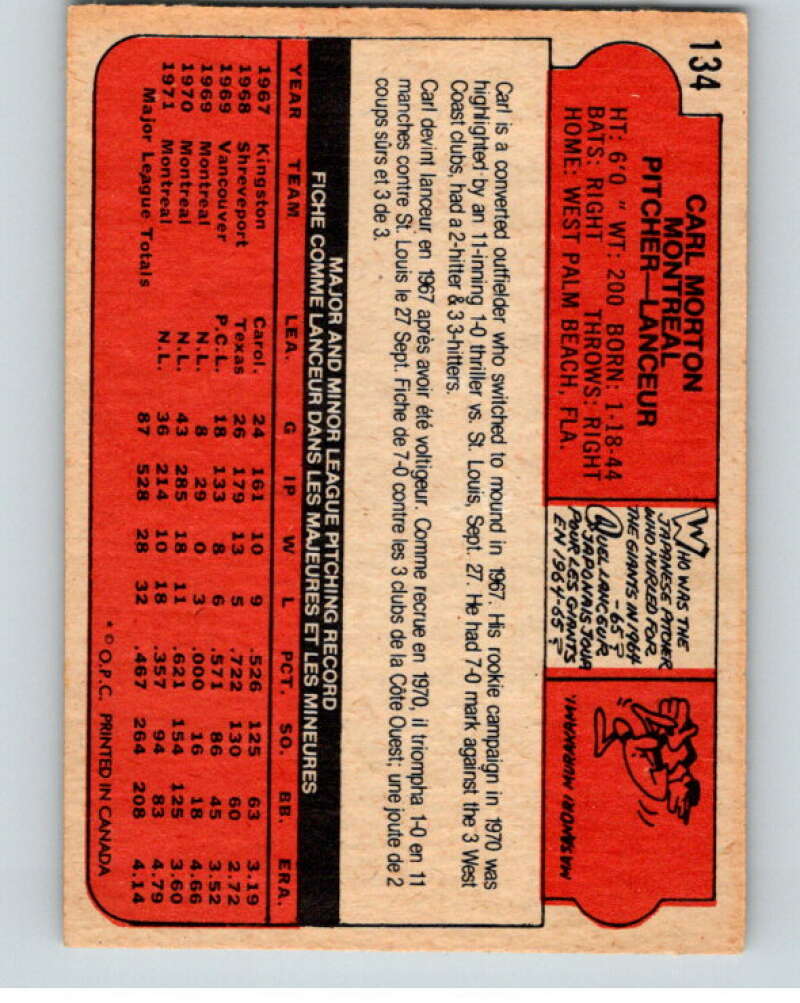 134
CARL MORTON
MONTREAL
PITCHER—LANCEUR
HT: 6'0 " WT: 200 BORN: 1-18-44
BATS: RIGHT THROWS: RIGHT
HOME: WEST PALM BEACH, FLA.
WHO WAS THE
JAPANESE PITCHER
WHO HURLED FOR
THE GIANTS IN 1964
-65?
QUEL LANCEUR
JAPONAIS JOUA
POUR LES GIANTS
EN 1964-65?
MASANORI MURAKAMI.
Carl is a converted outfielder who switched to mound in 1967. His rookie campaign in 1970 was
highlighted by an 11-inning 1-0 thriller vs. St. Louis, Sept. 27. He had 7-0 mark against the 3 West
Coast clubs, had a 2-hitter & 3 3-hitters.
Carl devint lanceur en 1967 après avoir été voltigeur. Comme recrue en 1970, il triompha 1-0 en 11
manches contre St. Louis le 27 Sept. Fiche de 7-0 contre les 3 clubs de la Côte Ouest; une joute de 2
coups sûrs et 3 de 3.
MAJOR AND MINOR LEAGUE PITCHING RECORD
FICHE COMME LANCEUR DANS LES MAJEURES ET LES MINEURES
YEAR TEAM LEA. G IP W L PCT. SO. BB. ERA.
1967 Kingston Carol. 24 161 10 9 .526 125 63 3.19
1968 Shreveport Texas 26 179 13 5 .722 130 60 2.72
1969 Vancouver P.C.L. 18 133 8 6 .571 86 45 3.52
1969 Montreal N.L. 8 29 0 3 .000 16 18 4.66
1970 Montreal N.L. 43 285 18 11 .621 154 125 3.60
1971 Montreal N.L. 36 214 10 18 .357 94 83 4.79
Major League Totals 87 528 28 32 .467 264 208 4.14
* © O.P.C. PRINTED IN CANADA